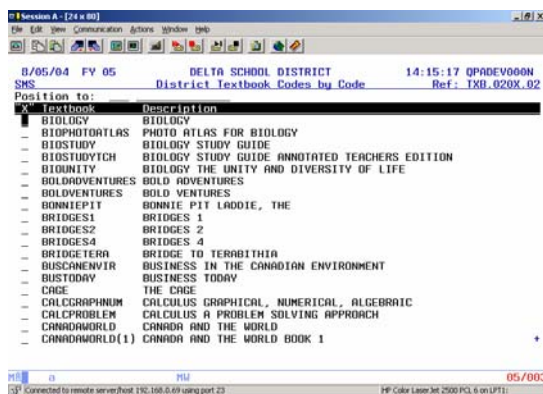 Session A - [24 x 80]
File Edit View Communication Actions Window Help
8/05/04 FY 05 DELTA SCHOOL DISTRICT 14:15:17 QPADEV000N
SMS District Textbook Codes by Code Ref: TXB.020X.02
Position to:
"X" Textbook Description
BIOLOGY BIOLOGY
_ BIOPHOTOATLAS PHOTO ATLAS FOR BIOLOGY
_ BIOSTUDY BIOLOGY STUDY GUIDE
_ BIOSTUDYTCH BIOLOGY STUDY GUIDE ANNOTATED TEACHERS EDITION
_ BIOUNITY BIOLOGY THE UNITY AND DIVERSITY OF LIFE
_ BOLDADVENTURES BOLD ADVENTURES
_ BOLDVENTURES BOLD VENTURES
_ BONNIEPIT BONNIE PIT LADDIE, THE
_ BRIDGES1 BRIDGES 1
_ BRIDGES2 BRIDGES 2
_ BRIDGES4 BRIDGES 4
_ BRIDGETERA BRIDGE TO TERABITHIA
_ BUSCANENVIR BUSINESS IN THE CANADIAN ENVIRONMENT
_ BUSTODAY BUSINESS TODAY
_ CAGE THE CAGE
_ CALCGRAPHNUM CALCULUS GRAPHICAL, NUMERICAL, ALGEBRAIC
_ CALCPROBLEM CALCULUS A PROBLEM SOLVING APPROACH
_ CANADAWORLD CANADA AND THE WORLD
_ CANADAWORLD(1) CANADA AND THE WORLD BOOK 1 +
a MW 05/003
Connected to remote server/host 192.168.0.69 using port 23 HP Color LaserJet 2500 PCL 6 on LPT1: